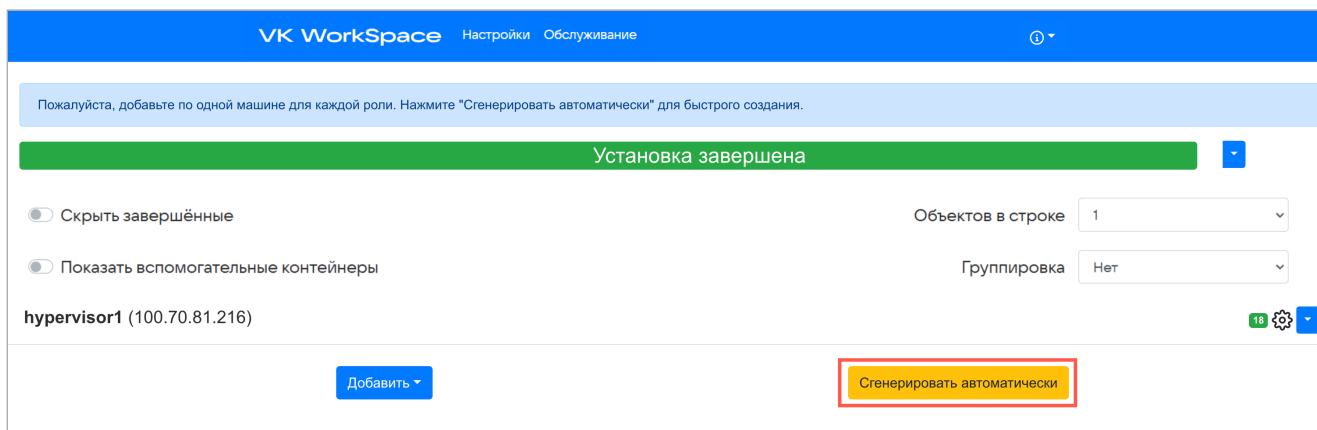 VK WorkSpace Настройки Обслуживание
Пожалуйста, добавьте по одной машине для каждой роли. Нажмите "Сгенерировать автоматически" для быстрого создания.
Установка завершена
Скрыть завершённые Объектов в строке 1
Показать вспомогательные контейнеры Группировка Нет
hypervisor1 (100.70.81.216) 18
Добавить Сгенерировать автоматически